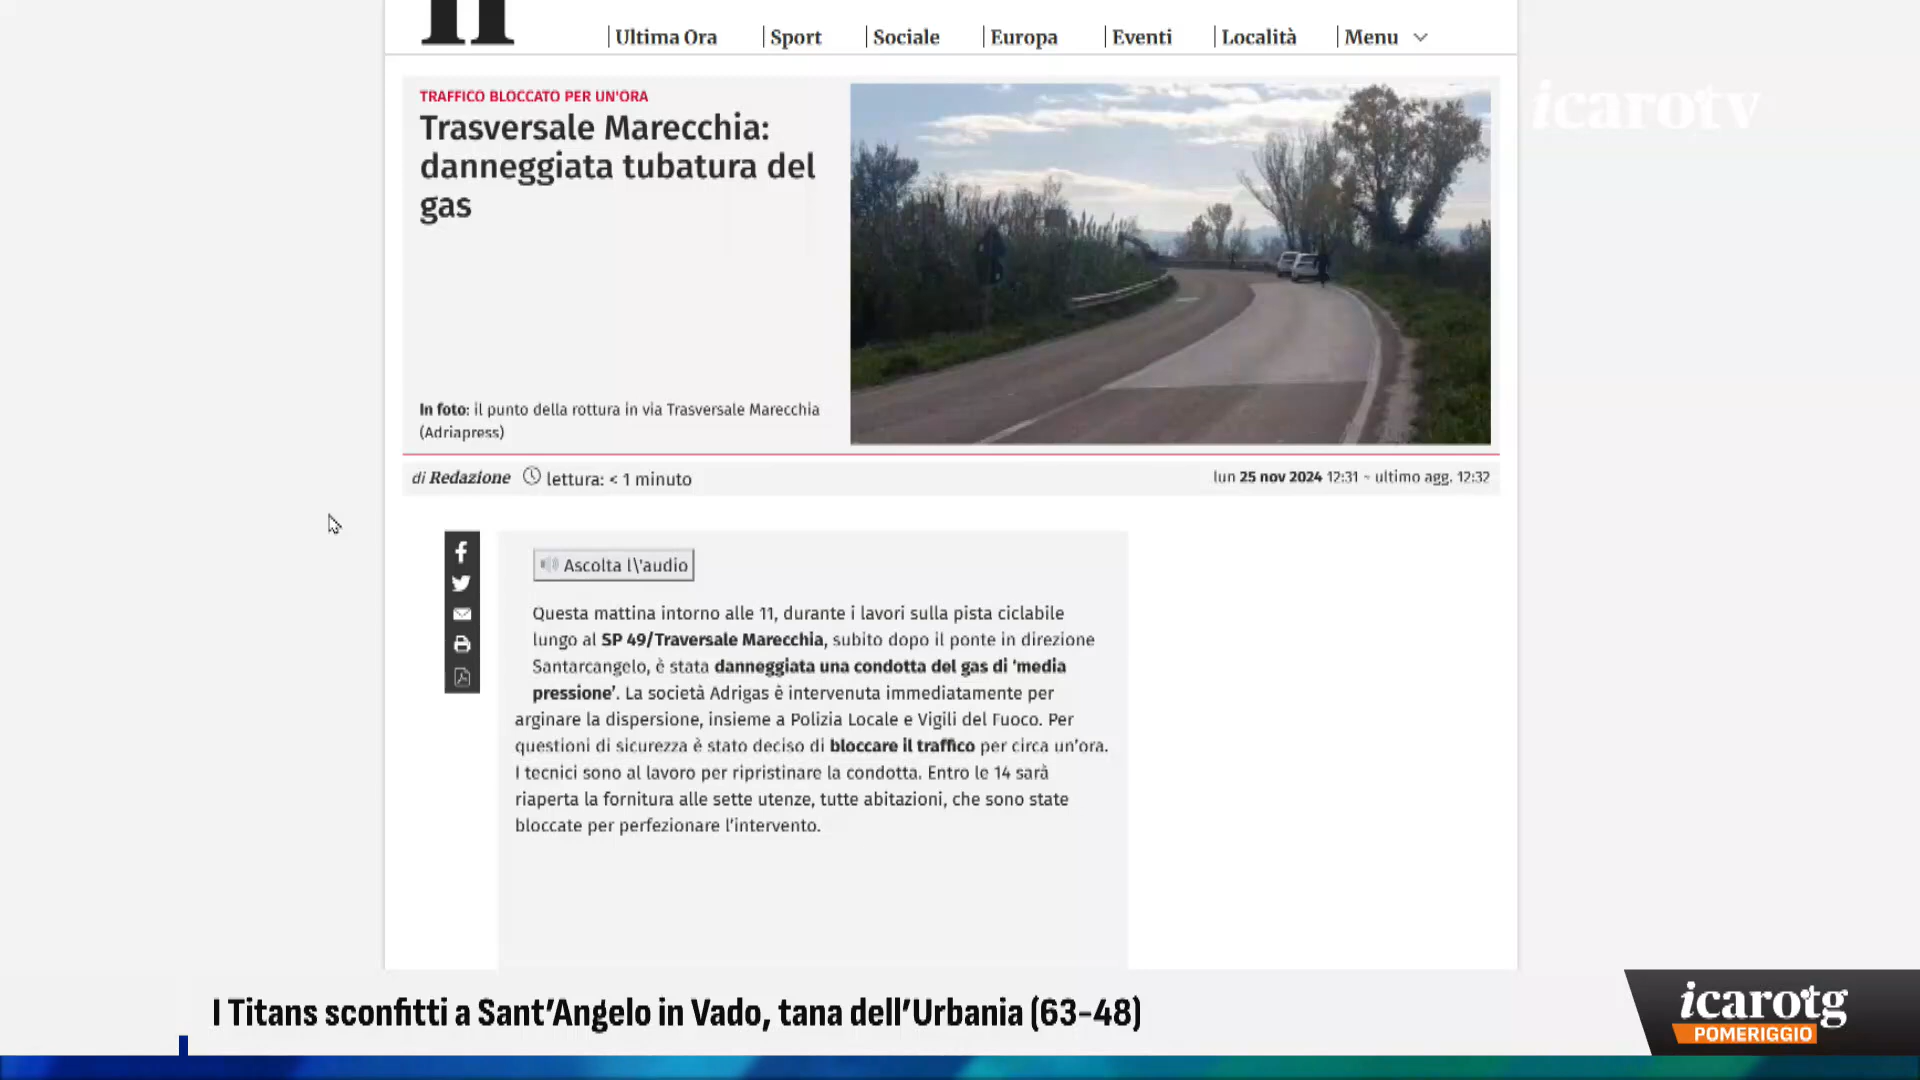 Ultima Ora
Sport
Sociale
Europa
Eventi
Località
Menu
icarotv
TRAFFICO BLOCCATO PER UN'ORA
Trasversale Marecchia:
danneggiata tubatura del
gas
In foto: il punto della rottura in via Trasversale Marecchia
(Adriapress)
di Redazione lettura: < 1 minuto
lun 25 nov 2024 12:31 ~ ultimo agg. 12:32
Ascolta l\'audio
Questa mattina intorno alle 11, durante i lavori sulla pista ciclabile
lungo al SP 49/Traversale Marecchia, subito dopo il ponte in direzione
Santarcangelo, è stata danneggiata una condotta del gas di ‘media
pressione’. La società Adrigas è intervenuta immediatamente per
arginare la dispersione, insieme a Polizia Locale e Vigili del Fuoco. Per
questioni di sicurezza è stato deciso di bloccare il traffico per circa un’ora.
I tecnici sono al lavoro per ripristinare la condotta. Entro le 14 sarà
riaperta la fornitura alle sette utenze, tutte abitazioni, che sono state
bloccate per perfezionare l’intervento.
I Titans sconfitti a Sant’Angelo in Vado, tana dell’Urbania (63-48)
icarotg
POMERIGGIO